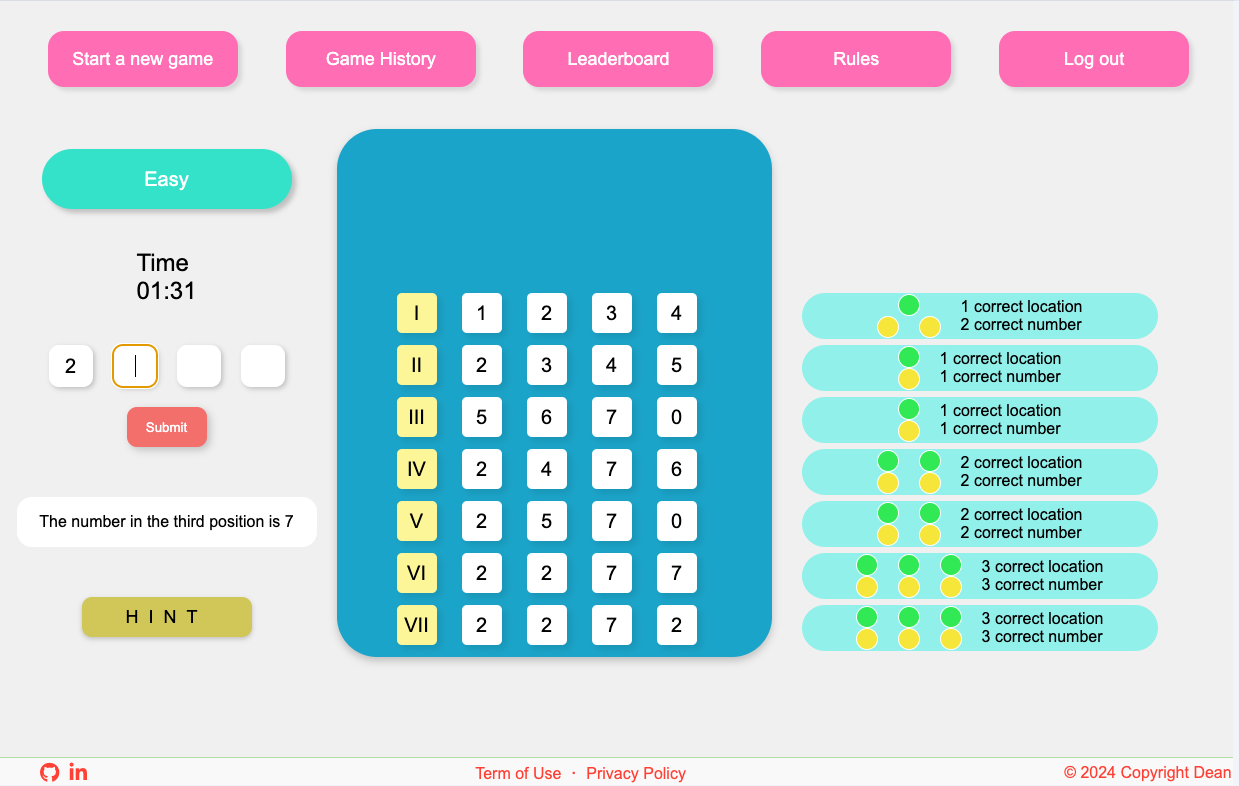 Start a new game
Game History
Leaderboard
Rules
Log out
Easy
Time
01:31
2
Submit
The number in the third position is 7
HINT
I 1 2 3 4
II 2 3 4 5
III 5 6 7 0
IV 2 4 7 6
V 2 5 7 0
VI 2 2 7 7
VII 2 2 7 2
1 correct location
2 correct number
1 correct location
1 correct number
1 correct location
1 correct number
2 correct location
2 correct number
2 correct location
2 correct number
3 correct location
3 correct number
3 correct location
3 correct number
in
Term of Use · Privacy Policy
© 2024 Copyright Dean